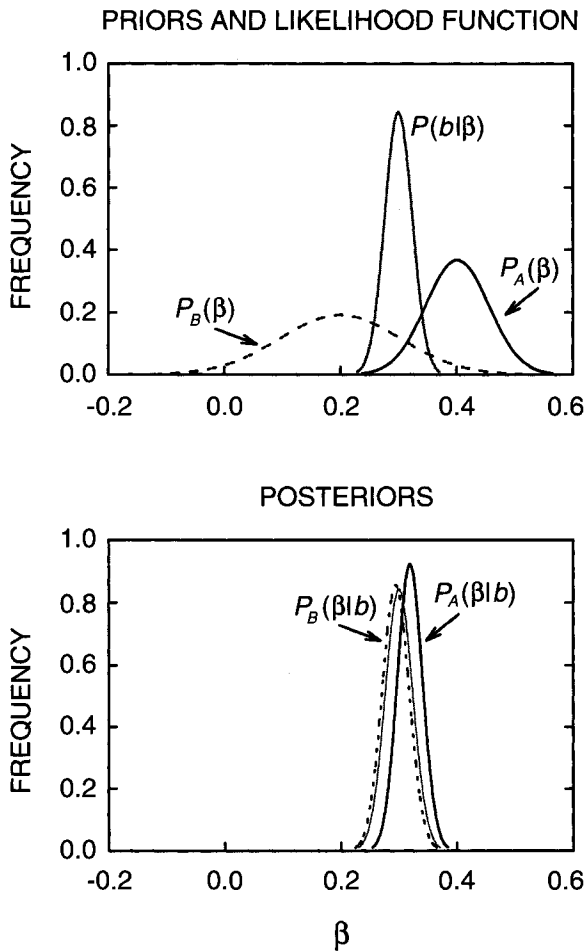 PRIORS AND LIKELIHOOD FUNCTION
FREQUENCY
1.0
0.8
0.6
0.4
0.2
0.0
P(b|β)
P_A(β)
P_B(β)
-0.2 0.0 0.2 0.4 0.6
POSTERIORS
FREQUENCY
1.0
0.8
0.6
0.4
0.2
0.0
P_B(β|b)
P_A(β|b)
-0.2 0.0 0.2 0.4 0.6
β